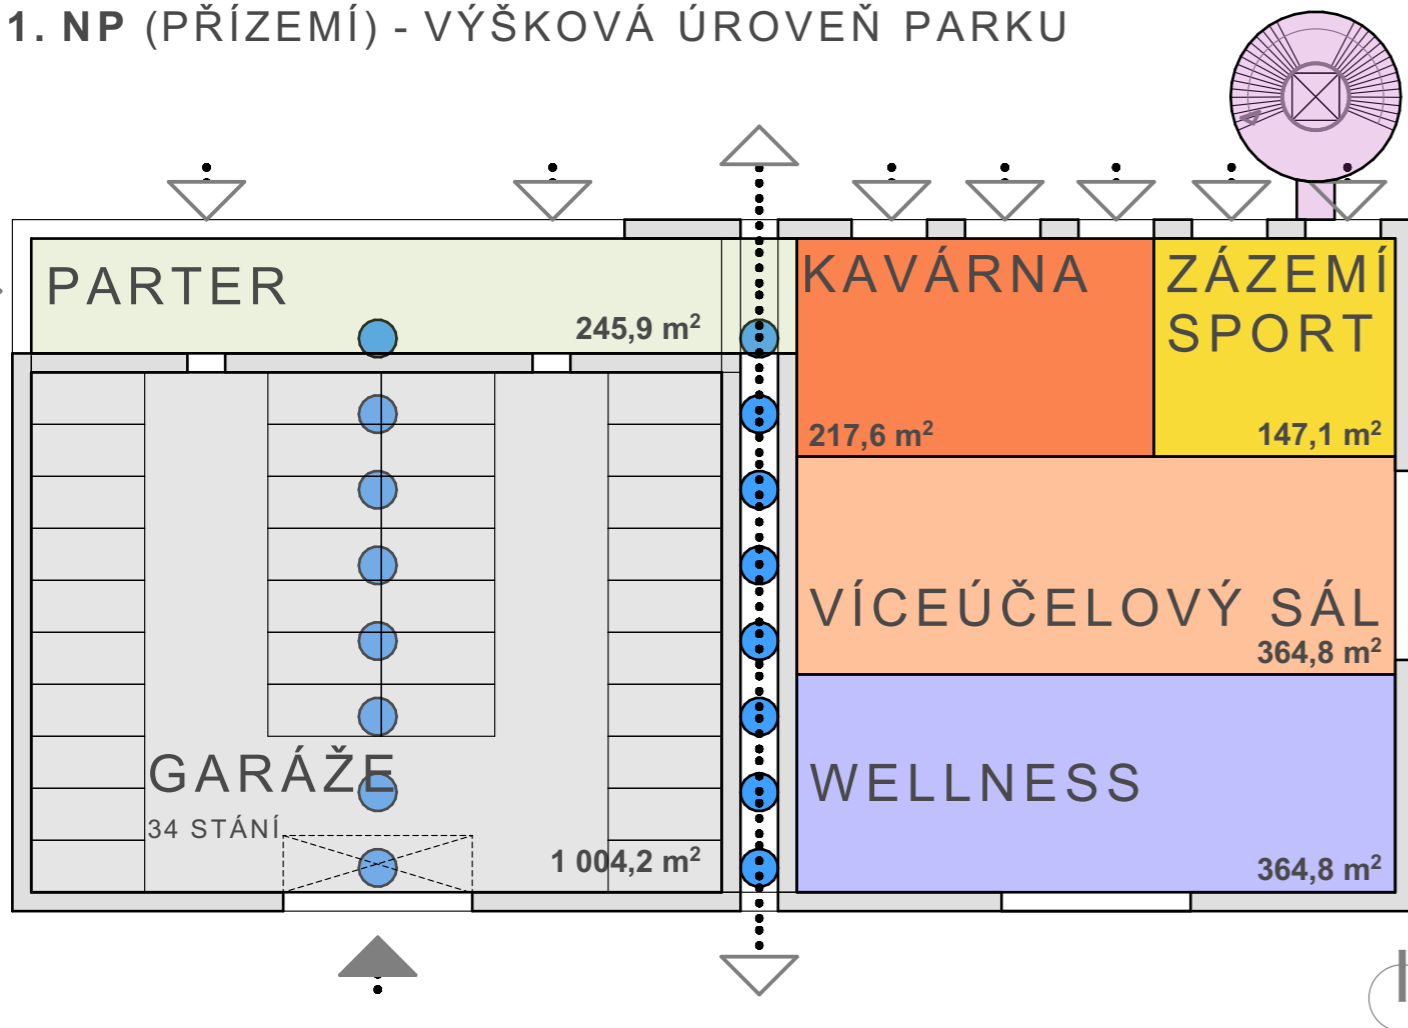 1. NP (PŘÍZEMÍ) - VÝŠKOVÁ ÚROVEŇ PARKU
PARTER
245,9 m²
KAVÁRNA
217,6 m²
ZÁZEMÍ
SPORT
147,1 m²
VÍCEÚČELOVÝ SÁL
364,8 m²
GARÁŽE
34 STÁNÍ
1 004,2 m²
WELLNESS
364,8 m²